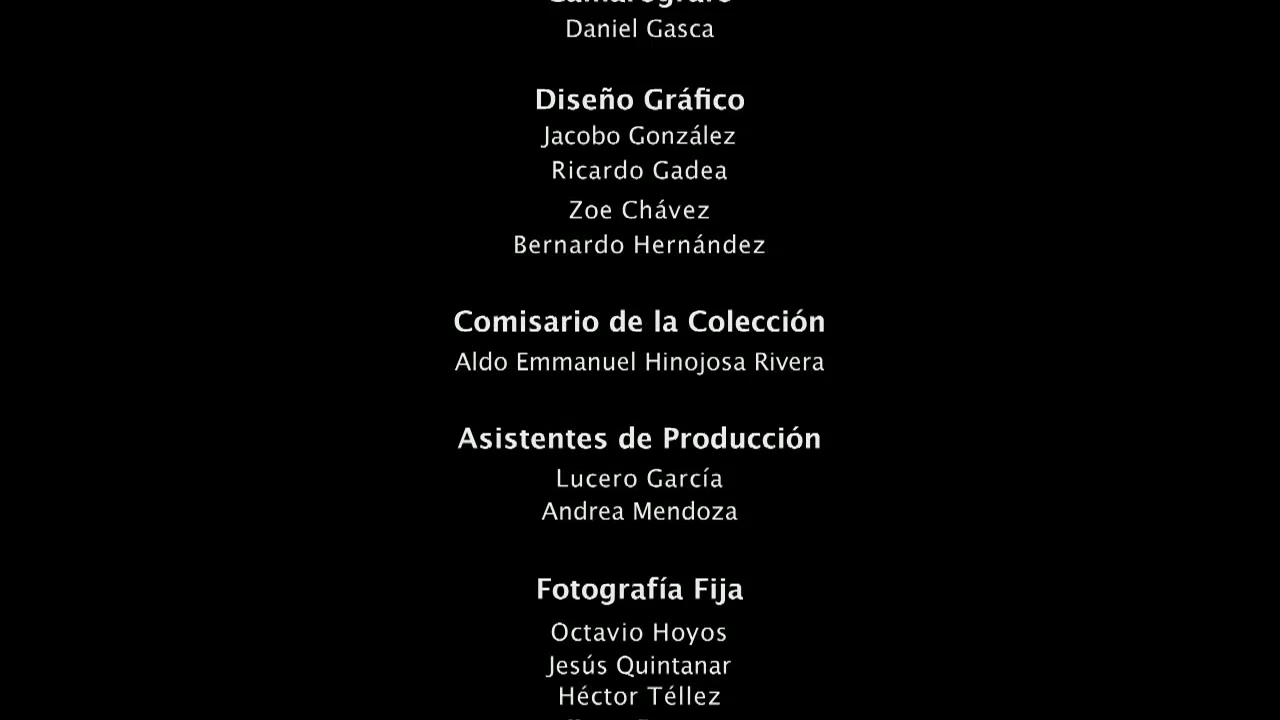 Camarógrafo
Daniel Gasca
Diseño Gráfico
Jacobo González
Ricardo Gadea
Zoe Chávez
Bernardo Hernández
Comisario de la Colección
Aldo Emmanuel Hinojosa Rivera
Asistentes de Producción
Lucero García
Andrea Mendoza
Fotografía Fija
Octavio Hoyos
Jesús Quintanar
Héctor Téllez